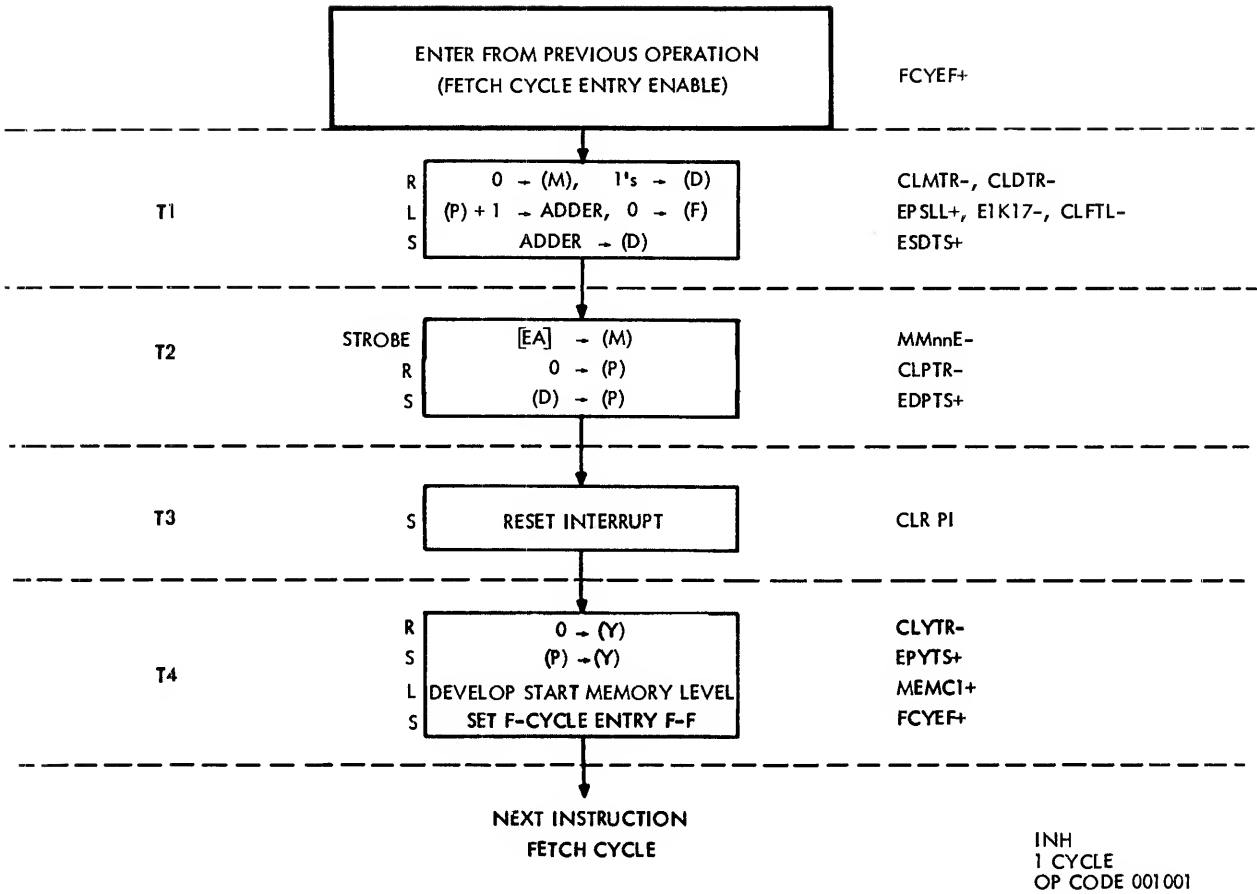 ENTER FROM PREVIOUS OPERATION
(FETCH CYCLE ENTRY ENABLE)
FCYEF+
T1
R 0 → (M), 1's → (D) CLMTR-, CLDTR-
L (P) + 1 → ADDER, 0 → (F) EPSLL+, E1K17-, CLFTL-
S ADDER → (D) ESDTS+
T2
STROBE [EA] → (M) MMnnE-
R 0 → (P) CLPTR-
S (D) → (P) EDPTS+
T3 S RESET INTERRUPT CLR PI
T4
R 0 → (Y) CLYTR-
S (P) → (Y) EPYTS+
L DEVELOP START MEMORY LEVEL MEMC1+
S SET F-CYCLE ENTRY F-F FCYEF+
NEXT INSTRUCTION
FETCH CYCLE
INH
1 CYCLE
OP CODE 001001